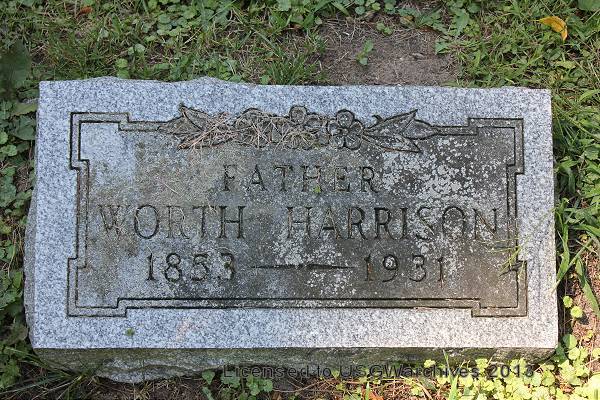 FATHER
WORTH HARRISON
1853 — 1931
Licensed to USGWarchives 2013